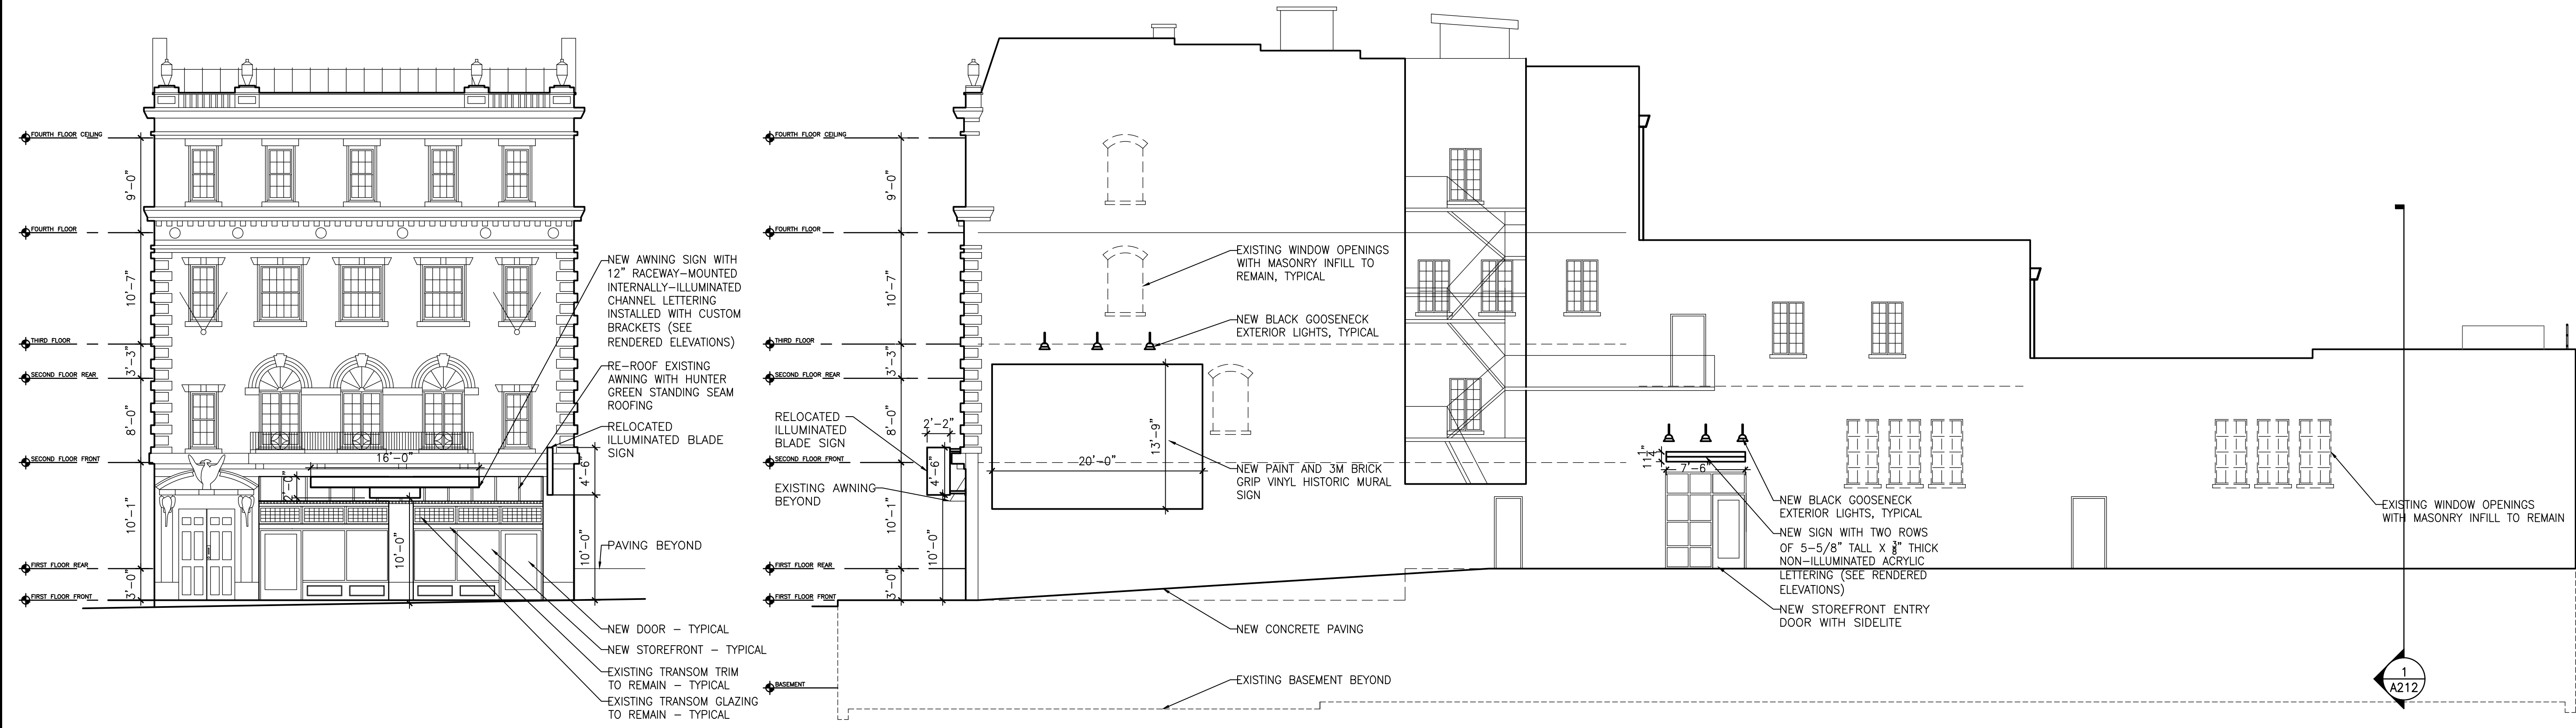 FOURTH FLOOR CEILING
9'-0"
FOURTH FLOOR
10'-7"
THIRD FLOOR
3'-3"
SECOND FLOOR REAR
8'-0"
SECOND FLOOR FRONT
10'-1"
FIRST FLOOR REAR
3'-0"
FIRST FLOOR FRONT
16'-0"
2'-0"
10'-0"
4'-6"
10'-0"
NEW AWNING SIGN WITH
12" RACEWAY-MOUNTED
INTERNALLY-ILLUMINATED
CHANNEL LETTERING
INSTALLED WITH CUSTOM
BRACKETS (SEE
RENDERED ELEVATIONS)
RE-ROOF EXISTING
AWNING WITH HUNTER
GREEN STANDING SEAM
ROOFING
RELOCATED
ILLUMINATED BLADE
SIGN
PAVING BEYOND
NEW DOOR - TYPICAL
NEW STOREFRONT - TYPICAL
EXISTING TRANSOM TRIM
TO REMAIN - TYPICAL
EXISTING TRANSOM GLAZING
TO REMAIN - TYPICAL
FOURTH FLOOR CEILING
9'-0"
FOURTH FLOOR
10'-7"
THIRD FLOOR
3'-3"
SECOND FLOOR REAR
8'-0"
SECOND FLOOR FRONT
10'-1"
FIRST FLOOR REAR
3'-0"
FIRST FLOOR FRONT
BASEMENT
RELOCATED
ILLUMINATED
BLADE SIGN
2'-2"
4'-6"
10'-0"
EXISTING AWNING
BEYOND
20'-0"
13'-9"
EXISTING WINDOW OPENINGS
WITH MASONRY INFILL TO
REMAIN, TYPICAL
NEW BLACK GOOSENECK
EXTERIOR LIGHTS, TYPICAL
NEW PAINT AND 3M BRICK
GRIP VINYL HISTORIC MURAL
SIGN
NEW CONCRETE PAVING
EXISTING BASEMENT BEYOND
11 1/4"
7'-6"
NEW BLACK GOOSENECK
EXTERIOR LIGHTS, TYPICAL
NEW SIGN WITH TWO ROWS
OF 5-5/8" TALL X 3/8" THICK
NON-ILLUMINATED ACRYLIC
LETTERING (SEE RENDERED
ELEVATIONS)
NEW STOREFRONT ENTRY
DOOR WITH SIDELITE
EXISTING WINDOW OPENINGS
WITH MASONRY INFILL TO REMAIN
1
A212